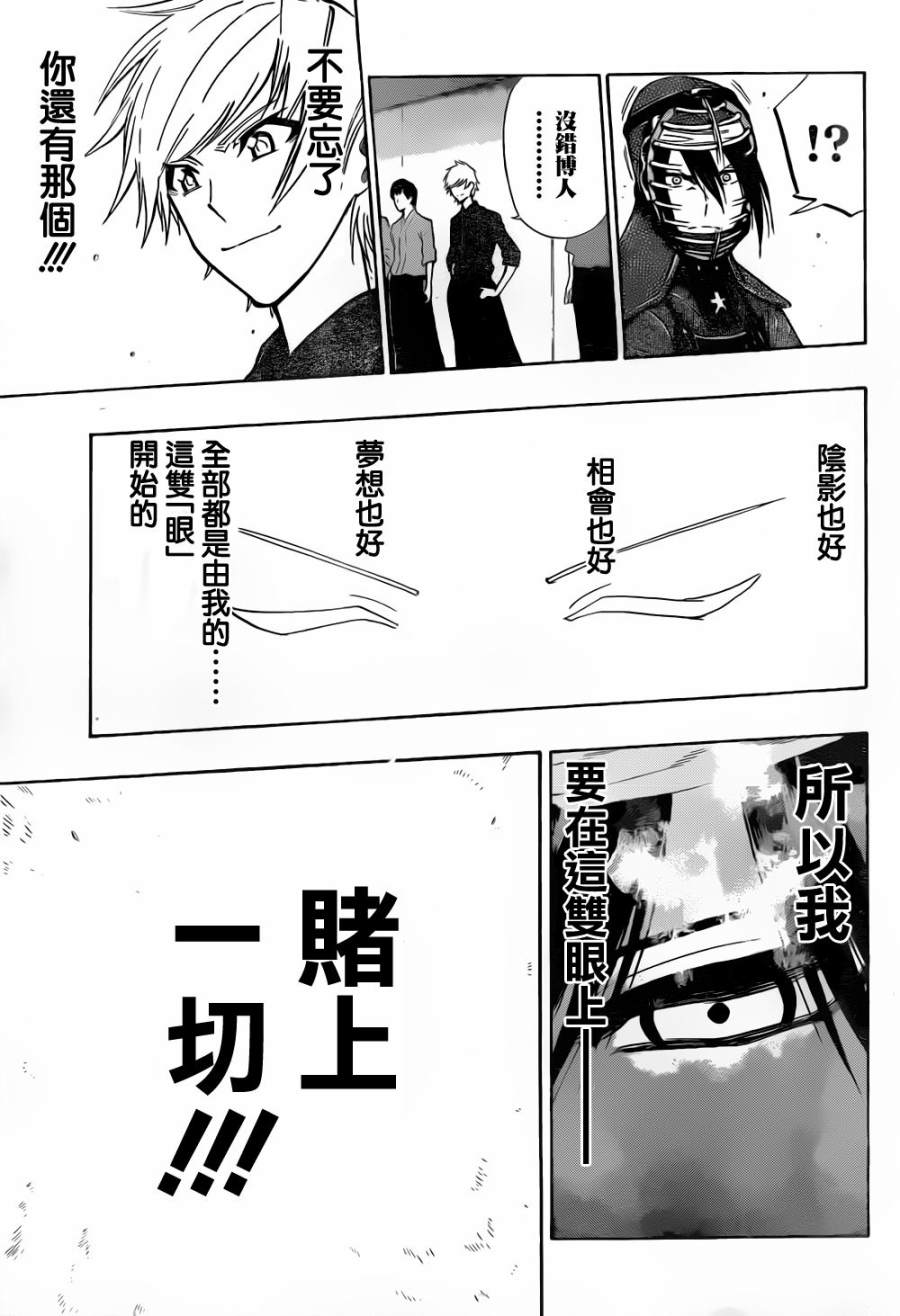 !?
沒錯博人
………
不要忘了
你還有那個!!!
陰影也好
相會也好
夢想也好
全部都是由我的……
這雙「眼」
開始的
所以我
要在這雙眼上——
賭上
一切!!!